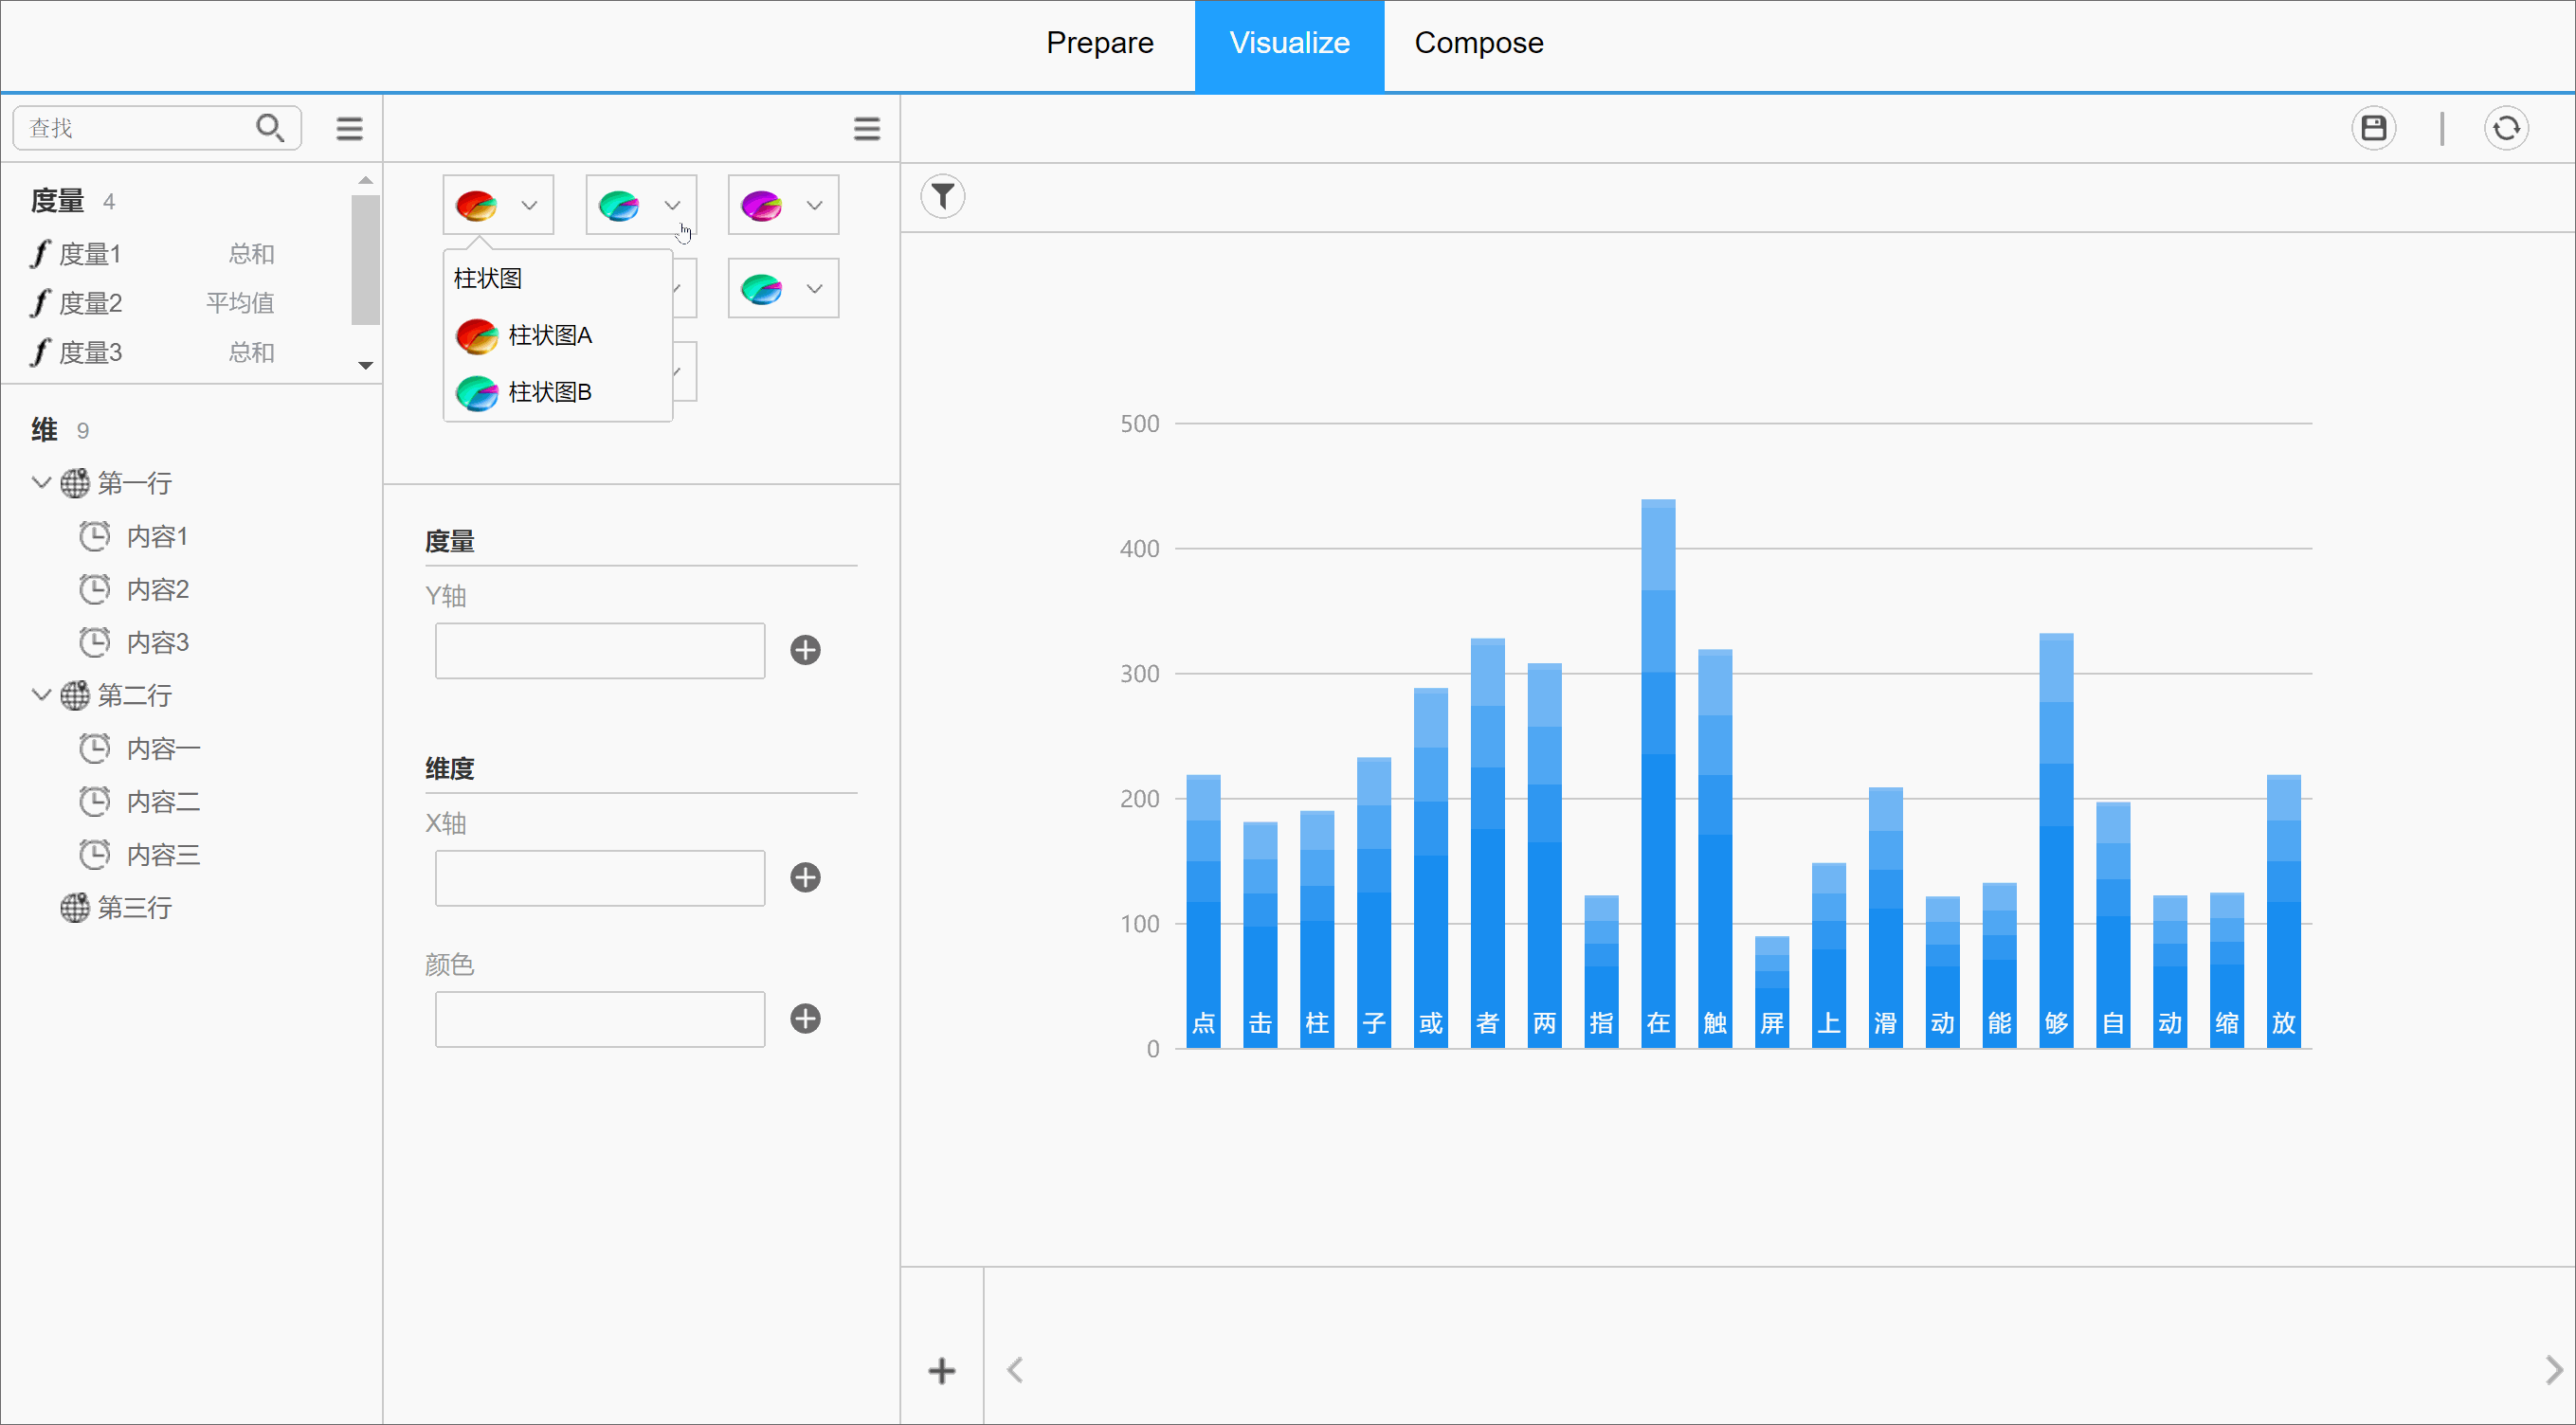 Prepare Visualize Compose
查找
度量 4
度量1 总和
度量2 平均值
度量3 总和
维 9
第一行
内容1
内容2
内容3
第二行
内容一
内容二
内容三
第三行
柱状图
柱状图A
柱状图B
度量
Y轴
维度
X轴
颜色
500
400
300
200
100
0
点 击 柱 子 或 者 两 指 在 触 屏 上 滑 动 能 够 自 动 缩 放